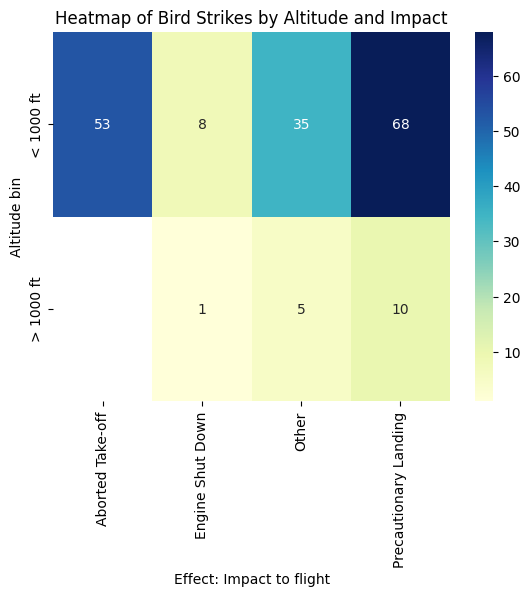 Heatmap of Bird Strikes by Altitude and Impact
Altitude bin
< 1000 ft
53 8 35 68
> 1000 ft
1 5 10
60
50
40
30
20
10
Aborted Take-off
Engine Shut Down
Other
Precautionary Landing
Effect: Impact to flight